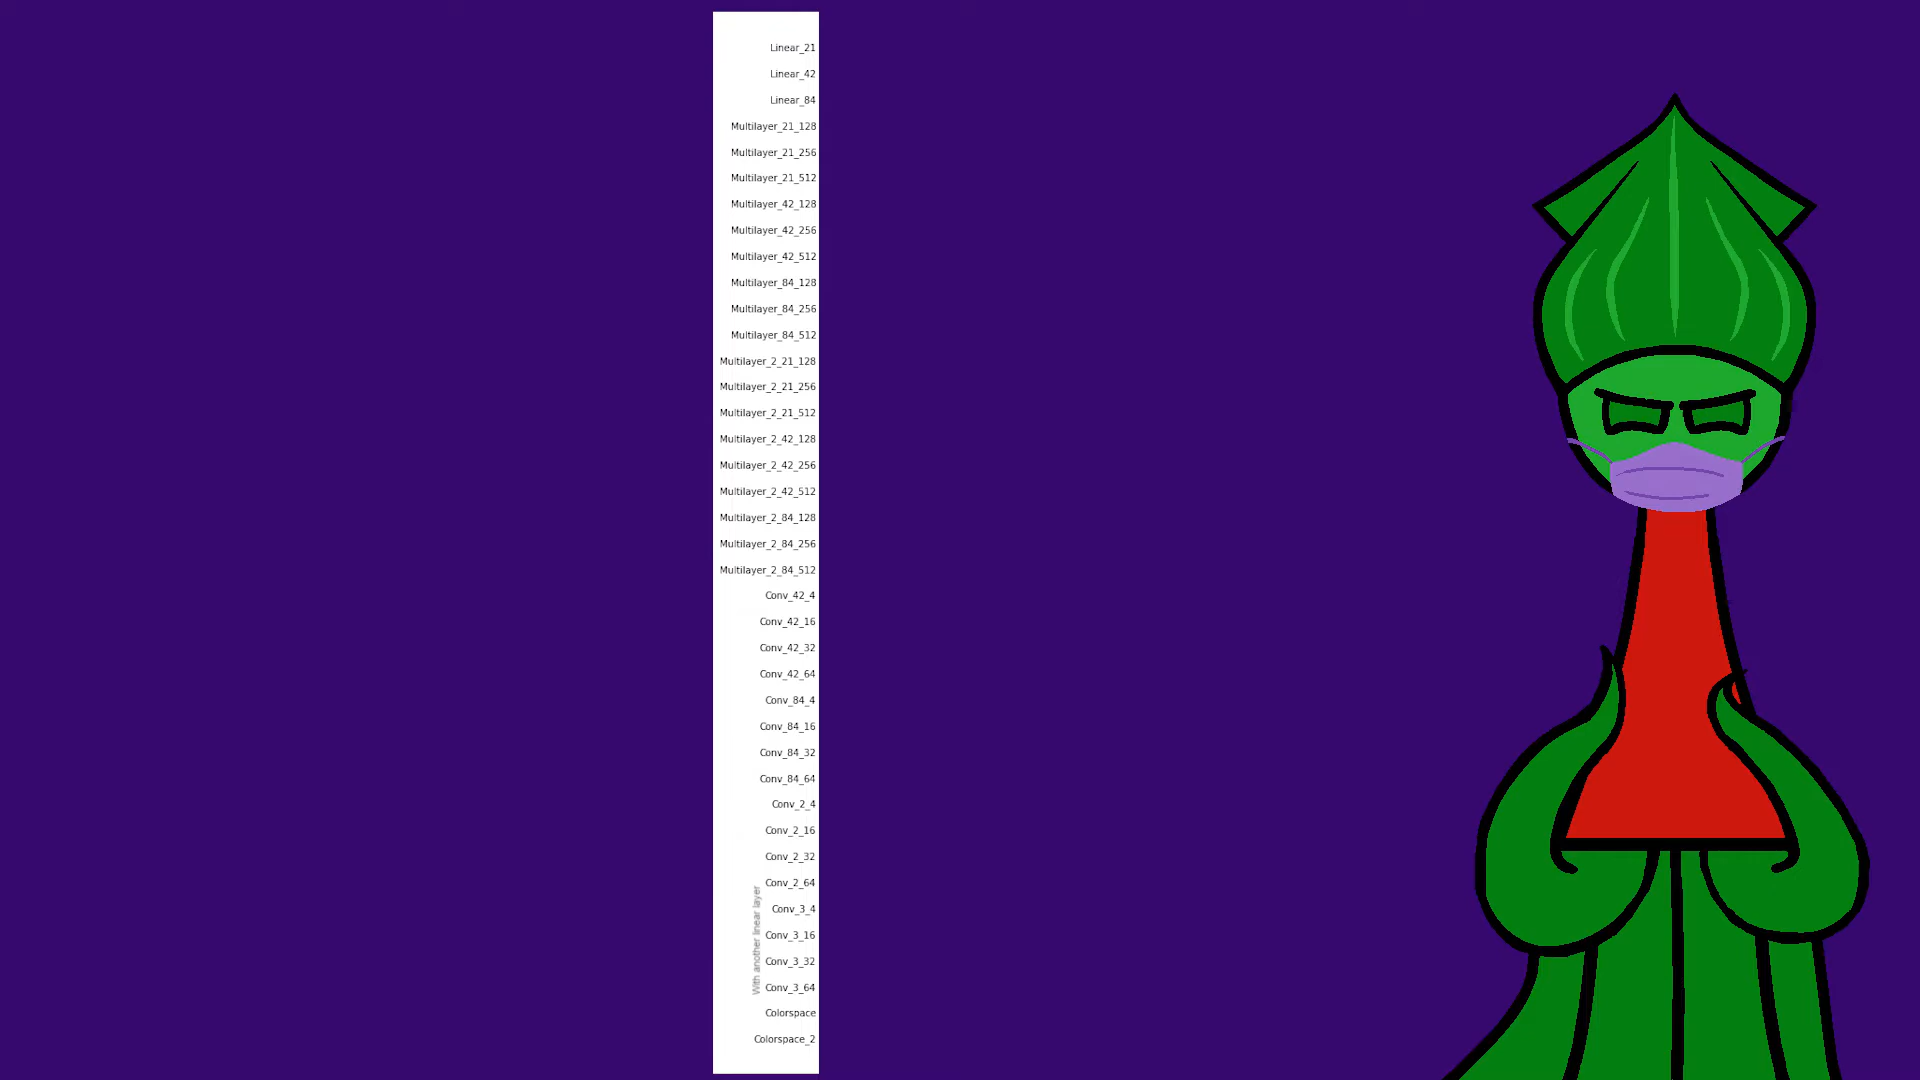 Linear_21
Linear_42
Linear_84
Multilayer_21_128
Multilayer_21_256
Multilayer_21_512
Multilayer_42_128
Multilayer_42_256
Multilayer_42_512
Multilayer_84_128
Multilayer_84_256
Multilayer_84_512
Multilayer_2_21_128
Multilayer_2_21_256
Multilayer_2_21_512
Multilayer_2_42_128
Multilayer_2_42_256
Multilayer_2_42_512
Multilayer_2_84_128
Multilayer_2_84_256
Multilayer_2_84_512
Conv_42_4
Conv_42_16
Conv_42_32
Conv_42_64
Conv_84_4
Conv_84_16
Conv_84_32
Conv_84_64
Conv_2_4
Conv_2_16
Conv_2_32
Conv_2_64
Conv_3_4
Conv_3_16
Conv_3_32
Conv_3_64
Colorspace
Colorspace_2
With another linear layer